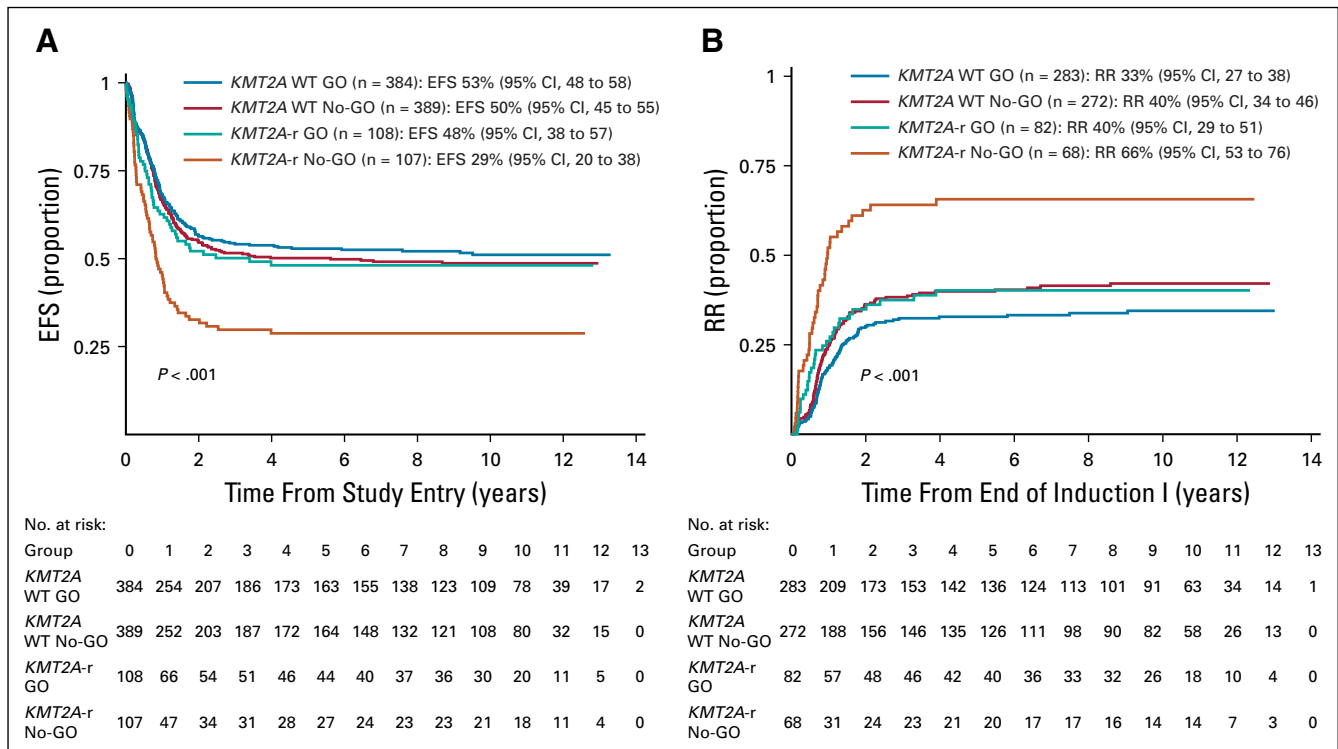 A
KMT2A WT GO (n = 384): EFS 53% (95% CI, 48 to 58)
KMT2A WT No-GO (n = 389): EFS 50% (95% CI, 45 to 55)
KMT2A-r GO (n = 108): EFS 48% (95% CI, 38 to 57)
KMT2A-r No-GO (n = 107): EFS 29% (95% CI, 20 to 38)
1
0.75
0.5
0.25
EFS (proportion)
P < .001
0 2 4 6 8 10 12 14
Time From Study Entry (years)
No. at risk:
Group 0 1 2 3 4 5 6 7 8 9 10 11 12 13
KMT2A
WT GO 384 254 207 186 173 163 155 138 123 109 78 39 17 2
KMT2A
WT No-GO 389 252 203 187 172 164 148 132 121 108 80 32 15 0
KMT2A-r
GO 108 66 54 51 46 44 40 37 36 30 20 11 5 0
KMT2A-r
No-GO 107 47 34 31 28 27 24 23 23 21 18 11 4 0
B
KMT2A WT GO (n = 283): RR 33% (95% CI, 27 to 38)
KMT2A WT No-GO (n = 272): RR 40% (95% CI, 34 to 46)
KMT2A-r GO (n = 82): RR 40% (95% CI, 29 to 51)
KMT2A-r No-GO (n = 68): RR 66% (95% CI, 53 to 76)
1
0.75
0.5
0.25
RR (proportion)
P < .001
0 2 4 6 8 10 12 14
Time From End of Induction I (years)
No. at risk:
Group 0 1 2 3 4 5 6 7 8 9 10 11 12 13
KMT2A
WT GO 283 209 173 153 142 136 124 113 101 91 63 34 14 1
KMT2A
WT No-GO 272 188 156 146 135 126 111 98 90 82 58 26 13 0
KMT2A-r
GO 82 57 48 46 42 40 36 33 32 26 18 10 4 0
KMT2A-r
No-GO 68 31 24 23 21 20 17 17 16 14 14 7 3 0